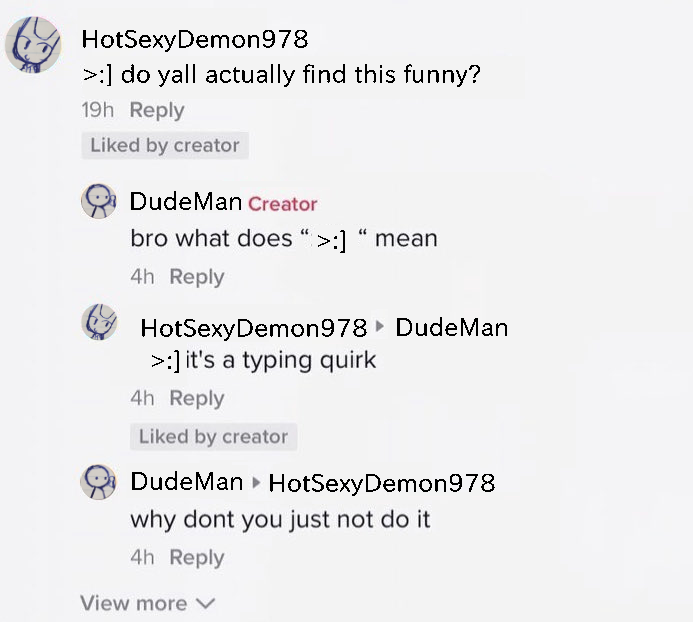 HotSexyDemon978
>:] do yall actually find this funny?
19h Reply
Liked by creator
DudeMan Creator
bro what does “ >:] “ mean
4h Reply
HotSexyDemon978 ▸ DudeMan
>:] it's a typing quirk
4h Reply
Liked by creator
DudeMan ▸ HotSexyDemon978
why dont you just not do it
4h Reply
View more